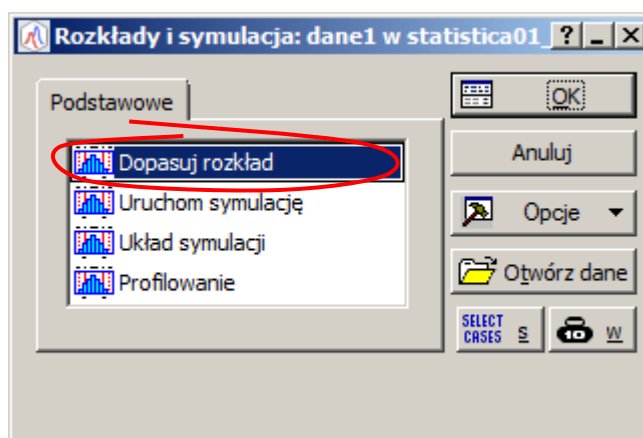 Rozkłady i symulacja: dane1 w statistica01_
Podstawowe
Dopasuj rozkład
Uruchom symulację
Układ symulacji
Profilowanie
OK
Anuluj
Opcje
Otwórz dane
SELECT CASES S
10 W